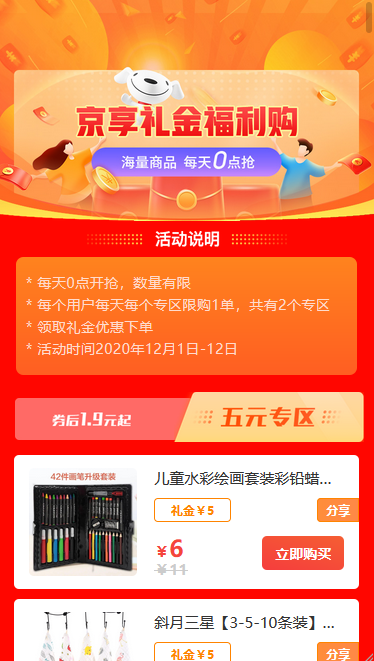 京享礼金福利购
海量商品 每天0点抢
活动说明
* 每天0点开抢，数量有限
* 每个用户每天每个专区限购1单，共有2个专区
* 领取礼金优惠下单
* 活动时间2020年12月1日-12日
券后1.9元起
五元专区
42件画笔升级套装
儿童水彩绘画套装彩铅蜡...
礼金￥5
分享
￥6
￥11
立即购买
斜月三星【3-5-10条装】...
礼金￥5
分享